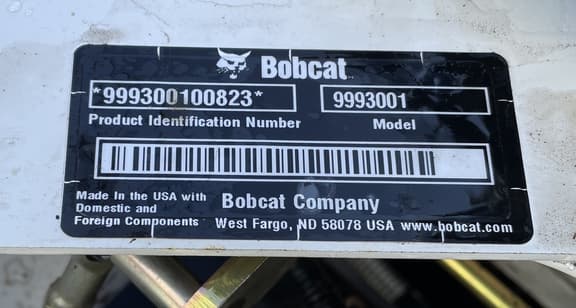 Bobcat
*999300100823* 9993001
Product Identification Number Model
Made in the USA with
Domestic and
Foreign Components
Bobcat Company
West Fargo, ND 58078 USA www.bobcat.com